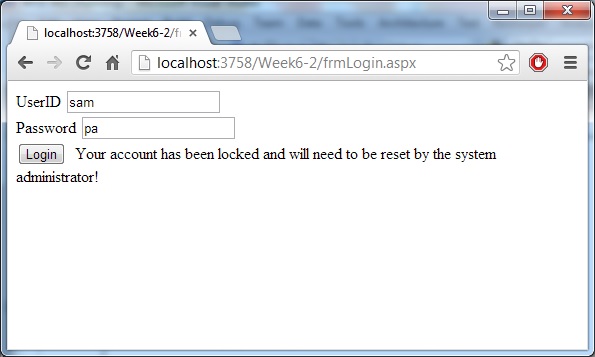 localhost:3758/Week6-2/fr
localhost:3758/Week6-2/frmLogin.aspx
UserID sam
Password pa
Login Your account has been locked and will need to be reset by the system
administrator!